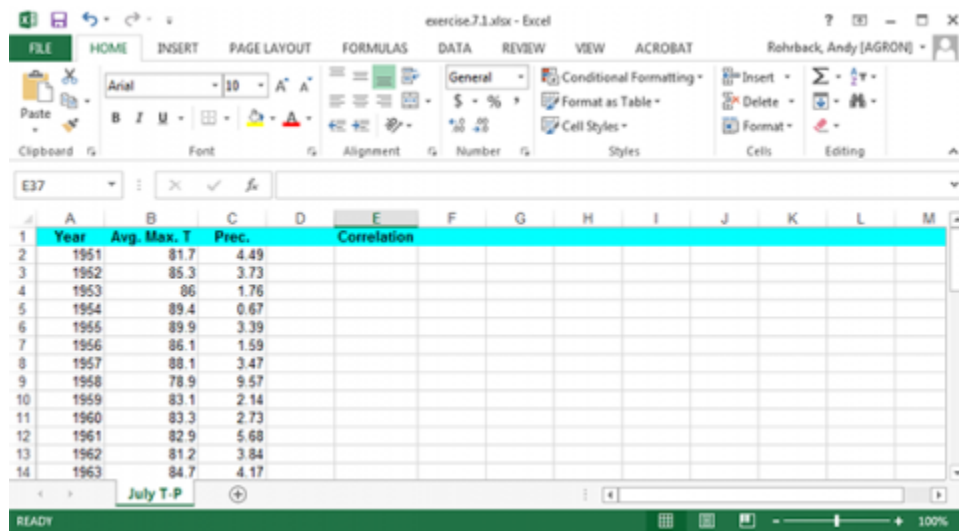 exercise.7.1.xlsx - Excel
FILE HOME INSERT PAGE LAYOUT FORMULAS DATA REVIEW VIEW ACROBAT Rohrback, Andy [AGRON]
Paste
Arial 10
B I U
General
$ - % ,
Conditional Formatting
Format as Table
Cell Styles
Insert
Delete
Format
Clipboard Font Alignment Number Styles Cells Editing
E37 fx
A B C D E F G H I J K L M
1 Year Avg. Max. T Prec. Correlation
2 1951 81.7 4.49
3 1952 85.3 3.73
4 1953 86 1.76
5 1954 89.4 0.67
6 1955 89.9 3.39
7 1956 86.1 1.59
8 1957 88.1 3.47
9 1958 78.9 9.57
10 1959 83.1 2.14
11 1960 83.3 2.73
12 1961 82.9 5.68
13 1962 81.2 3.84
14 1963 84.7 4.17
July T-P
READY 100%